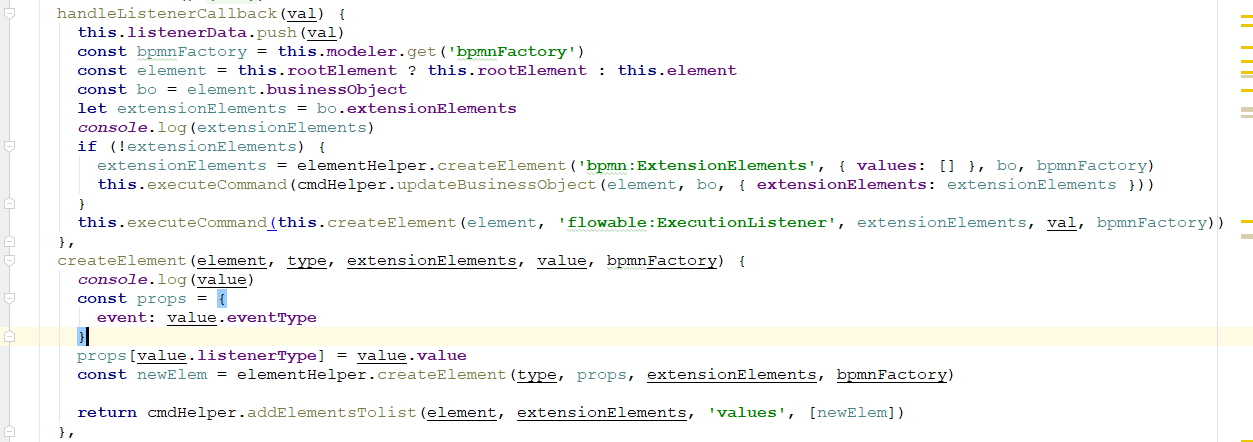 handleListenerCallback(val) {
this.listenerData.push(val)
const bpmnFactory = this.modeler.get('bpmnFactory')
const element = this.rootElement ? this.rootElement : this.element
const bo = element.businessObject
let extensionElements = bo.extensionElements
console.log(extensionElements)
if (!extensionElements) {
extensionElements = elementHelper.createElement('bpmn:ExtensionElements', { values: [] }, bo, bpmnFactory)
this.executeCommand(cmdHelper.updateBusinessObject(element, bo, { extensionElements: extensionElements }))
}
this.executeCommand(this.createElement(element, 'flowable:ExecutionListener', extensionElements, val, bpmnFactory))
},
createElement(element, type, extensionElements, value, bpmnFactory) {
console.log(value)
const props = {
event: value.eventType
}
props[value.listenerType] = value.value
const newElem = elementHelper.createElement(type, props, extensionElements, bpmnFactory)
return cmdHelper.addElementsTolist(element, extensionElements, 'values', [newElem])
},